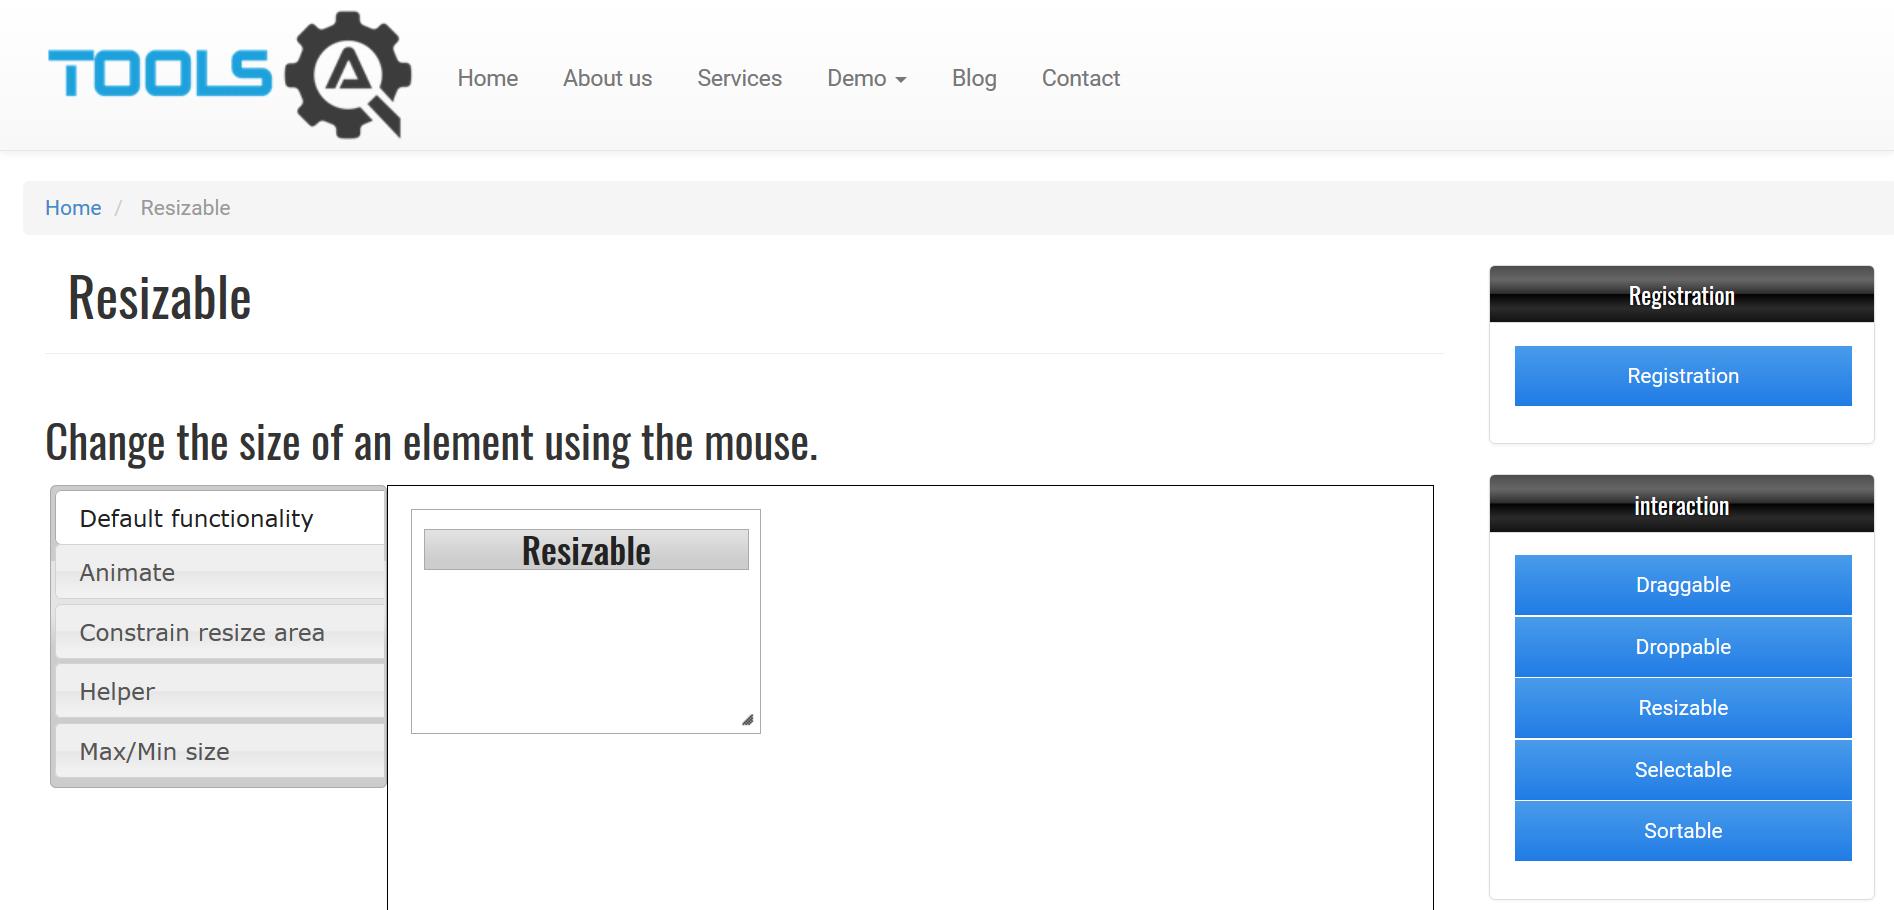 TOOLS QA
Home About us Services Demo Blog Contact
Home / Resizable
Resizable
Change the size of an element using the mouse.
Default functionality
Animate
Constrain resize area
Helper
Max/Min size
Resizable
Registration
Registration
interaction
Draggable
Droppable
Resizable
Selectable
Sortable